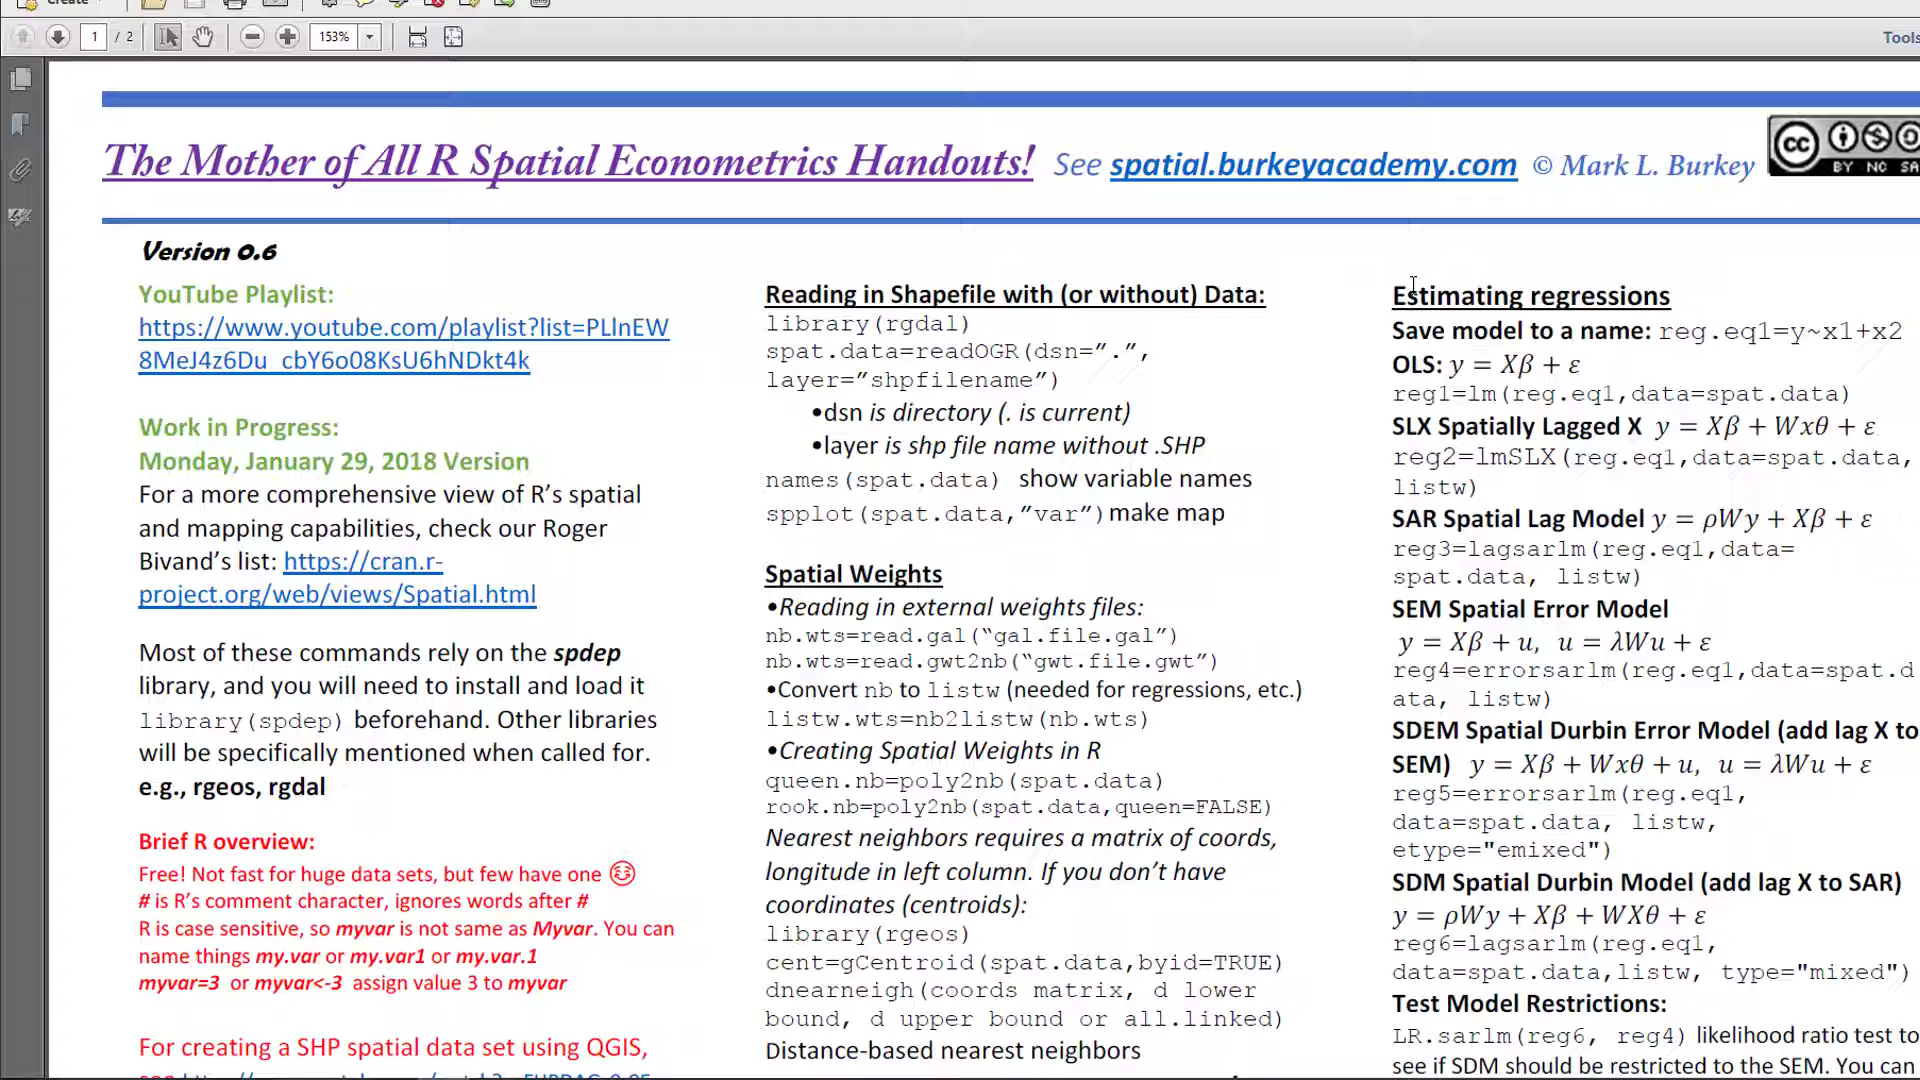 Create
1 / 2
153%
Tools
The Mother of All R Spatial Econometrics Handouts! See spatial.burkeyacademy.com © Mark L. Burkey
CC
BY NC SA
Version 0.6
YouTube Playlist:
https://www.youtube.com/playlist?list=PLlnEW
8MeJ4z6Du_cbY6o08KsU6hNDkt4k
Work in Progress:
Monday, January 29, 2018 Version
For a more comprehensive view of R’s spatial
and mapping capabilities, check our Roger
Bivand’s list: https://cran.r-
project.org/web/views/Spatial.html
Most of these commands rely on the spdep
library, and you will need to install and load it
library(spdep) beforehand. Other libraries
will be specifically mentioned when called for.
e.g., rgeos, rgdal
Brief R overview:
Free! Not fast for huge data sets, but few have one
# is R’s comment character, ignores words after #
R is case sensitive, so myvar is not same as Myvar. You can
name things my.var or my.var1 or my.var.1
myvar=3 or myvar<-3 assign value 3 to myvar
For creating a SHP spatial data set using QGIS,
Reading in Shapefile with (or without) Data:
library(rgdal)
spat.data=readOGR(dsn=”.”,
layer=”shpfilename”)
•dsn is directory (. is current)
•layer is shp file name without .SHP
names(spat.data) show variable names
spplot(spat.data,”var”)make map
Spatial Weights
•Reading in external weights files:
nb.wts=read.gal(“gal.file.gal”)
nb.wts=read.gwt2nb(“gwt.file.gwt”)
•Convert nb to listw (needed for regressions, etc.)
listw.wts=nb2listw(nb.wts)
•Creating Spatial Weights in R
queen.nb=poly2nb(spat.data)
rook.nb=poly2nb(spat.data,queen=FALSE)
Nearest neighbors requires a matrix of coords,
longitude in left column. If you don’t have
coordinates (centroids):
library(rgeos)
cent=gCentroid(spat.data,byid=TRUE)
dnearneigh(coords matrix, d lower
bound, d upper bound or all.linked)
Distance-based nearest neighbors
Estimating regressions
Save model to a name: reg.eq1=y~x1+x2
OLS: y = Xβ + ε
reg1=lm(reg.eq1,data=spat.data)
SLX Spatially Lagged X y = Xβ + Wxθ + ε
reg2=lmSLX(reg.eq1,data=spat.data,
listw)
SAR Spatial Lag Model y = ρWy + Xβ + ε
reg3=lagsarlm(reg.eq1,data=
spat.data, listw)
SEM Spatial Error Model
y = Xβ + u, u = λWu + ε
reg4=errorsarlm(reg.eq1,data=spat.d
ata, listw)
SDEM Spatial Durbin Error Model (add lag X to
SEM) y = Xβ + Wxθ + u, u = λWu + ε
reg5=errorsarlm(reg.eq1,
data=spat.data, listw,
etype="emixed")
SDM Spatial Durbin Model (add lag X to SAR)
y = ρWy + Xβ + WXθ + ε
reg6=lagsarlm(reg.eq1,
data=spat.data,listw, type="mixed")
Test Model Restrictions:
LR.sarlm(reg6, reg4) likelihood ratio test to
see if SDM should be restricted to the SEM. You can